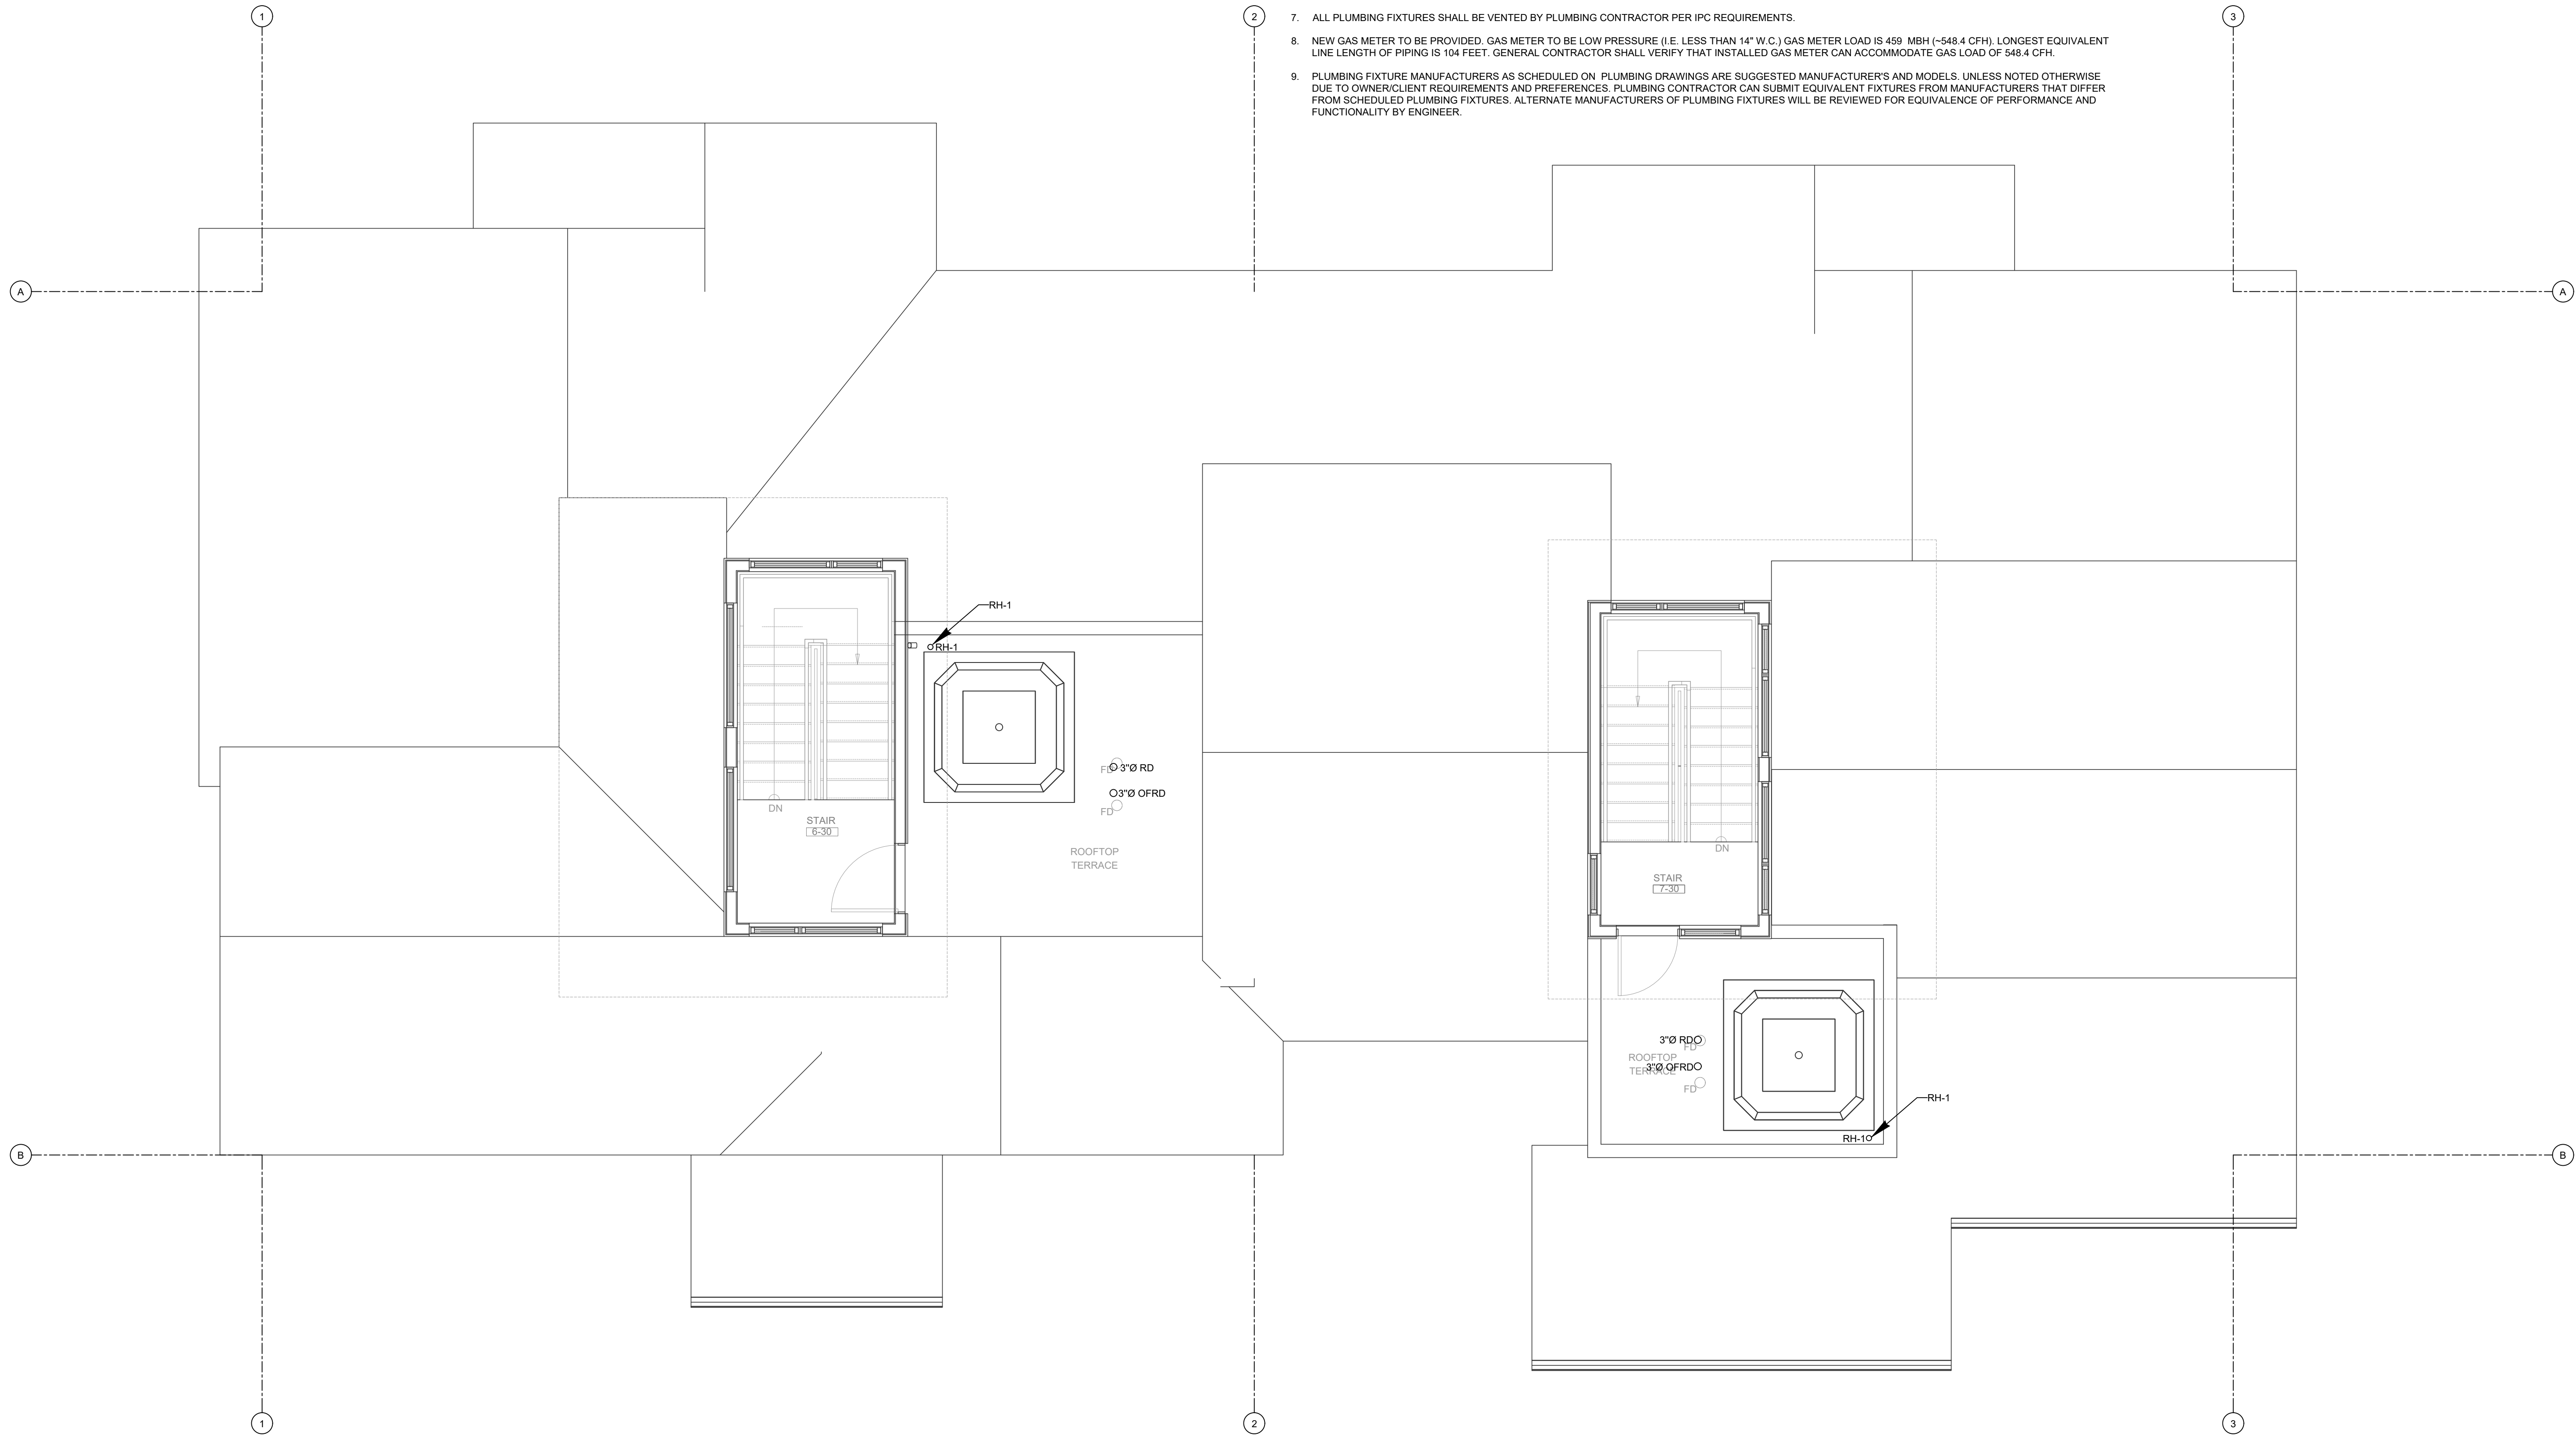 1
2
3
7. ALL PLUMBING FIXTURES SHALL BE VENTED BY PLUMBING CONTRACTOR PER IPC REQUIREMENTS.
8. NEW GAS METER TO BE PROVIDED. GAS METER TO BE LOW PRESSURE (I.E. LESS THAN 14" W.C.) GAS METER LOAD IS 459 MBH (~548.4 CFH). LONGEST EQUIVALENT
LINE LENGTH OF PIPING IS 104 FEET. GENERAL CONTRACTOR SHALL VERIFY THAT INSTALLED GAS METER CAN ACCOMMODATE GAS LOAD OF 548.4 CFH.
9. PLUMBING FIXTURE MANUFACTURERS AS SCHEDULED ON PLUMBING DRAWINGS ARE SUGGESTED MANUFACTURER'S AND MODELS. UNLESS NOTED OTHERWISE
DUE TO OWNER/CLIENT REQUIREMENTS AND PREFERENCES. PLUMBING CONTRACTOR CAN SUBMIT EQUIVALENT FIXTURES FROM MANUFACTURERS THAT DIFFER
FROM SCHEDULED PLUMBING FIXTURES. ALTERNATE MANUFACTURERS OF PLUMBING FIXTURES WILL BE REVIEWED FOR EQUIVALENCE OF PERFORMANCE AND
FUNCTIONALITY BY ENGINEER.
A
A
RH-1
RH-1
3"Ø RD
FD
3"Ø OFRD
FD
DN
STAIR
6-30
ROOFTOP
TERRACE
DN
STAIR
7-30
3"Ø RD
FD
ROOFTOP
3"Ø OFRD
TERRACE
FD
RH-1
RH-1
B
B
1
2
3